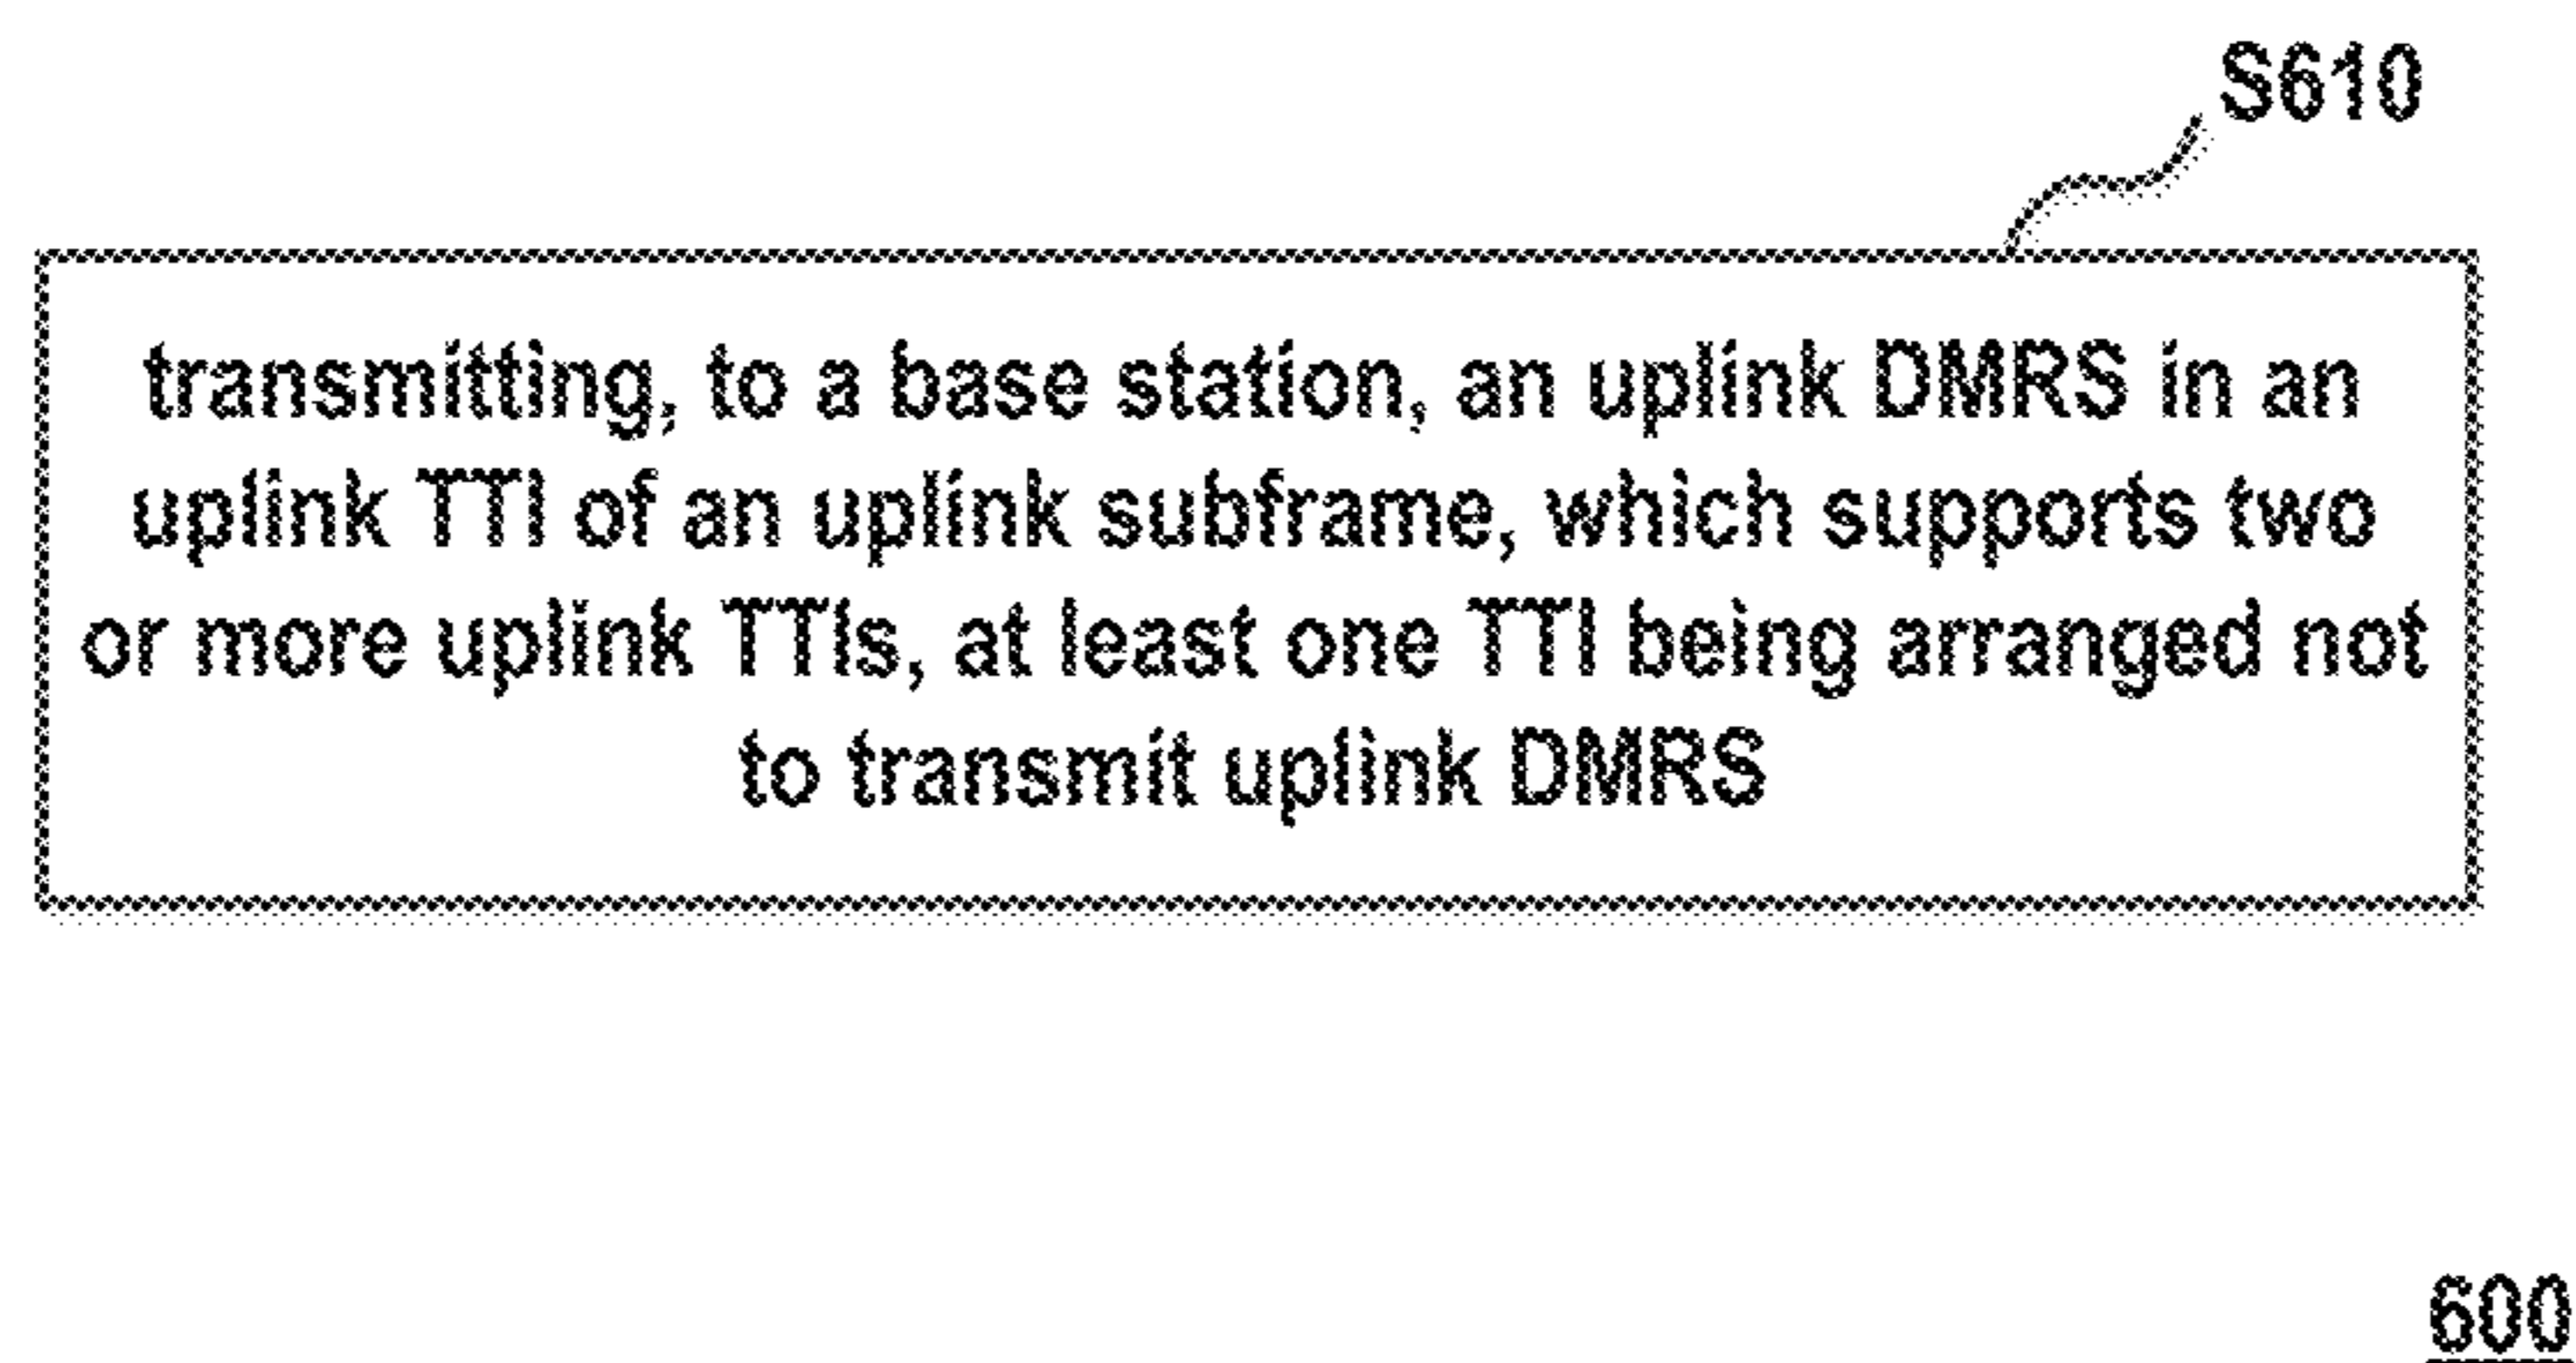 S610
transmitting, to a base station, an uplink DMRS in an
uplink TTI of an uplink subframe, which supports two
or more uplink TTIs, at least one TTI being arranged not
to transmit uplink DMRS
600